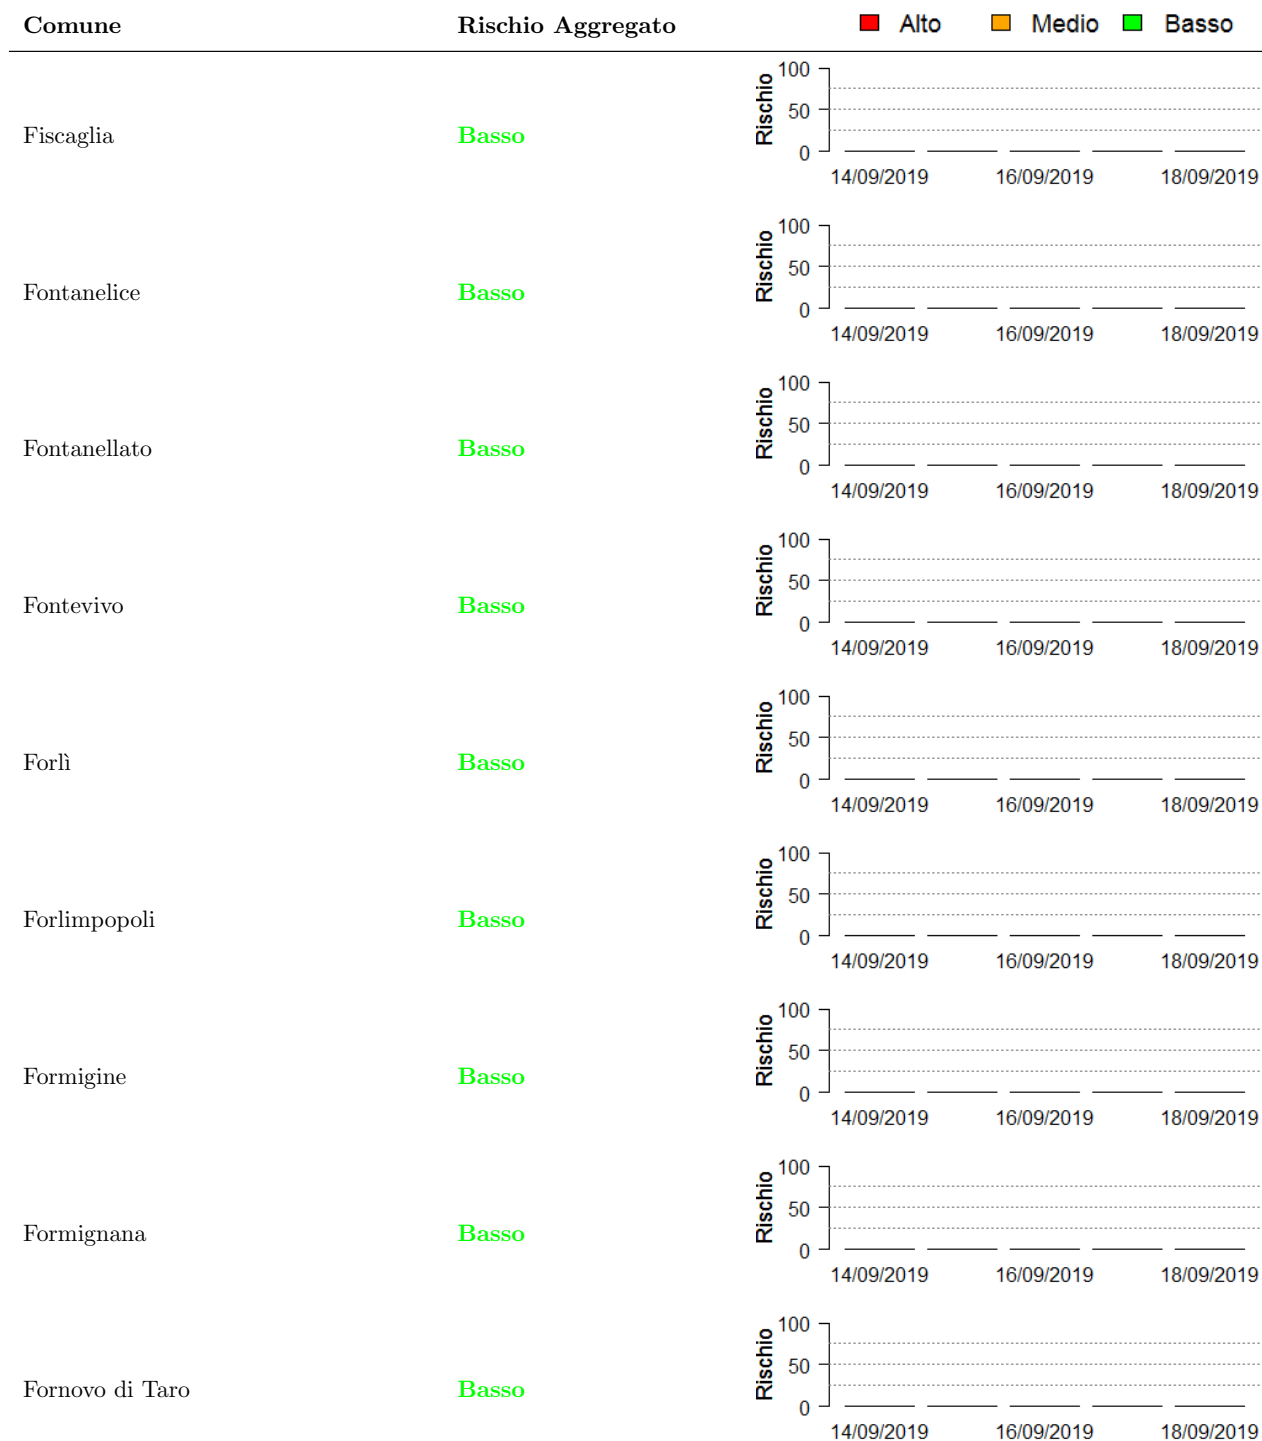 Comune Rischio Aggregato Alto Medio Basso
Fiscaglia Basso
Rischio
100
50
0
14/09/2019 16/09/2019 18/09/2019
Fontanelice Basso
Rischio
100
50
0
14/09/2019 16/09/2019 18/09/2019
Fontanellato Basso
Rischio
100
50
0
14/09/2019 16/09/2019 18/09/2019
Fontevivo Basso
Rischio
100
50
0
14/09/2019 16/09/2019 18/09/2019
Forlì Basso
Rischio
100
50
0
14/09/2019 16/09/2019 18/09/2019
Forlimpopoli Basso
Rischio
100
50
0
14/09/2019 16/09/2019 18/09/2019
Formigine Basso
Rischio
100
50
0
14/09/2019 16/09/2019 18/09/2019
Formignana Basso
Rischio
100
50
0
14/09/2019 16/09/2019 18/09/2019
Fornovo di Taro Basso
Rischio
100
50
0
14/09/2019 16/09/2019 18/09/2019